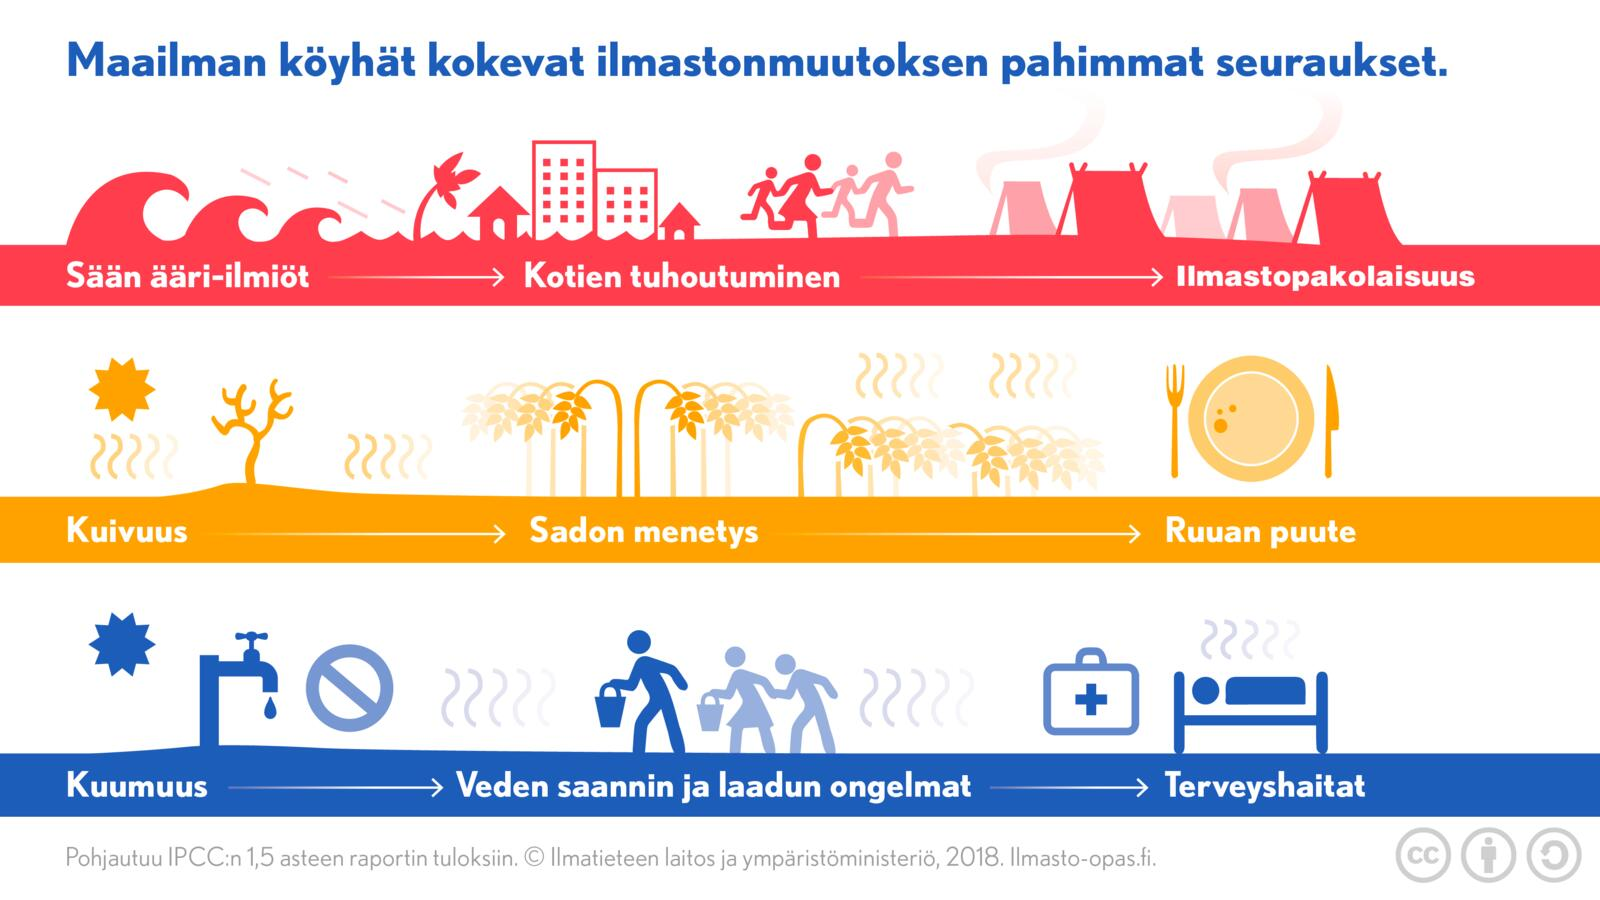 Maailman köyhät kokevat ilmastonmuutoksen pahimmat seuraukset.
Sään ääri-ilmiöt → Kotien tuhoutuminen → Ilmastopakolaisuus
Kuivuus → Sadon menetys → Ruuan puute
Kuumuus → Veden saannin ja laadun ongelmat → Terveyshaitat
Pohjautuu IPCC:n 1,5 asteen raportin tuloksiin. © Ilmatieteen laitos ja ympäristöministeriö, 2018. Ilmasto-opas.fi.
cc